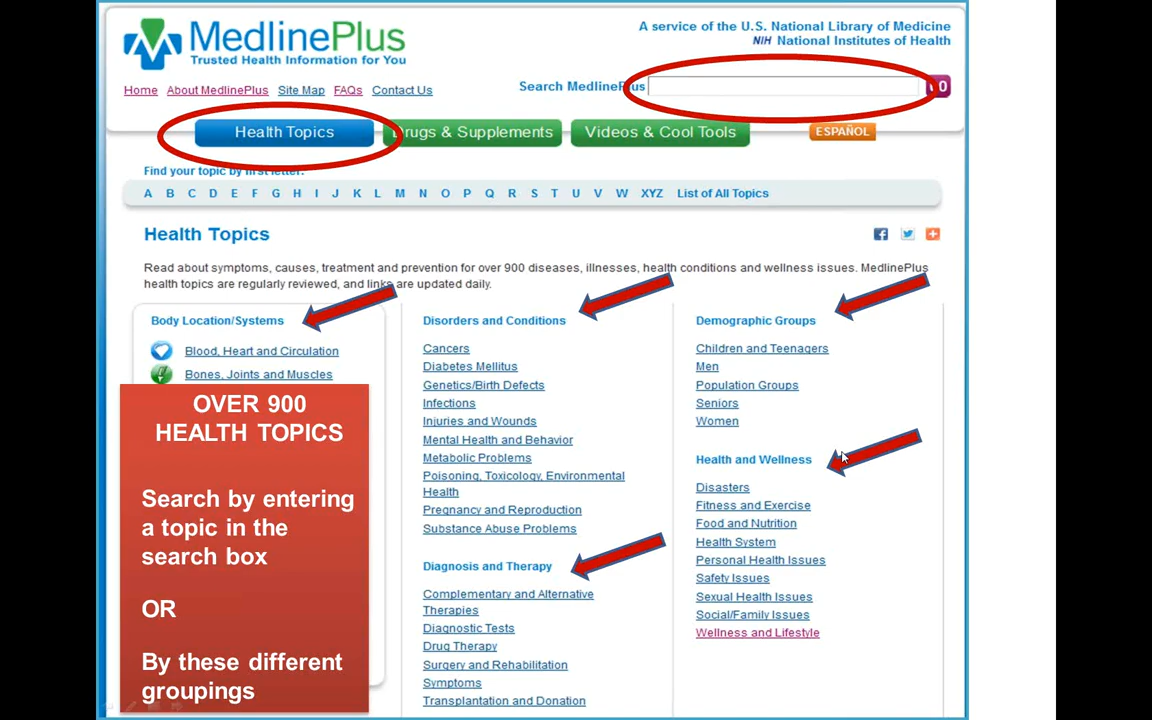 MedlinePlus
Trusted Health Information for You
A service of the U.S. National Library of Medicine
NIH National Institutes of Health
Home About MedlinePlus Site Map FAQs Contact Us
Search MedlinePlus
Health Topics
Drugs & Supplements
Videos & Cool Tools
ESPAÑOL
Find your topic by first letter:
A B C D E F G H I J K L M N O P Q R S T U V W XYZ List of All Topics
Health Topics
Read about symptoms, causes, treatment and prevention for over 900 diseases, illnesses, health conditions and wellness issues. MedlinePlus
health topics are regularly reviewed, and links are updated daily.
Body Location/Systems
Blood, Heart and Circulation
Bones, Joints and Muscles
OVER 900
HEALTH TOPICS
Search by entering
a topic in the
search box
OR
By these different
groupings
Disorders and Conditions
Cancers
Diabetes Mellitus
Genetics/Birth Defects
Infections
Injuries and Wounds
Mental Health and Behavior
Metabolic Problems
Poisoning, Toxicology, Environmental
Health
Pregnancy and Reproduction
Substance Abuse Problems
Diagnosis and Therapy
Complementary and Alternative
Therapies
Diagnostic Tests
Drug Therapy
Surgery and Rehabilitation
Symptoms
Transplantation and Donation
Demographic Groups
Children and Teenagers
Men
Population Groups
Seniors
Women
Health and Wellness
Disasters
Fitness and Exercise
Food and Nutrition
Health System
Personal Health Issues
Safety Issues
Sexual Health Issues
Social/Family Issues
Wellness and Lifestyle